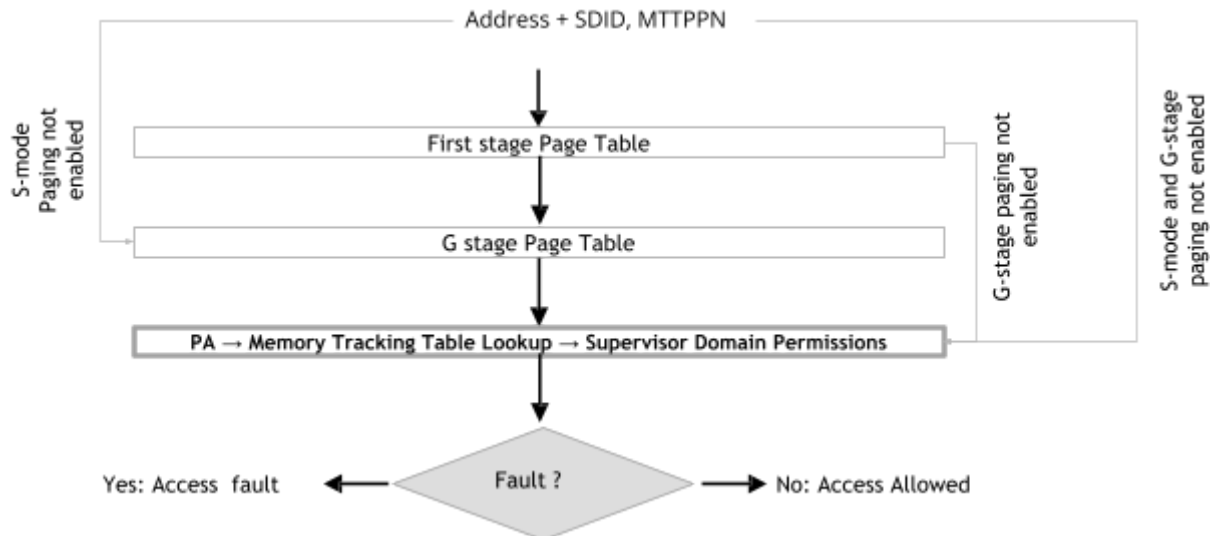 Address + SDID, MTTPPN
S-mode
Paging not
enabled
First stage Page Table
G-stage paging not
enabled
S-mode and G-stage
paging not enabled
G stage Page Table
PA → Memory Tracking Table Lookup → Supervisor Domain Permissions
Fault ?
Yes: Access fault
No: Access Allowed